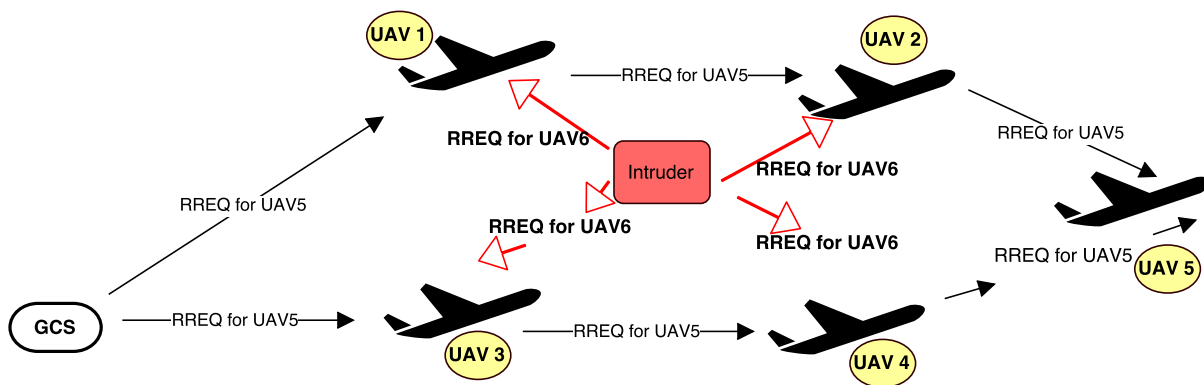 UAV 1
UAV 2
RREQ for UAV5
RREQ for UAV6
RREQ for UAV5
Intruder
RREQ for UAV6
RREQ for UAV5
RREQ for UAV6
RREQ for UAV6
RREQ for UAV5
UAV 5
GCS
RREQ for UAV5
RREQ for UAV5
UAV 3
UAV 4